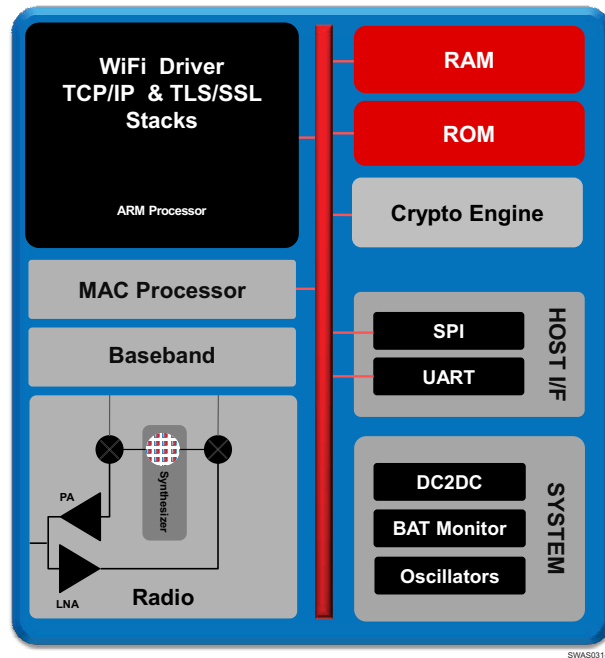 WiFi Driver
TCP/IP & TLS/SSL
Stacks
ARM Processor
MAC Processor
Baseband
Synthesizer
PA
LNA
Radio
RAM
ROM
Crypto Engine
SPI
UART
HOST I/F
DC2DC
BAT Monitor
Oscillators
SYSTEM
SWAS031